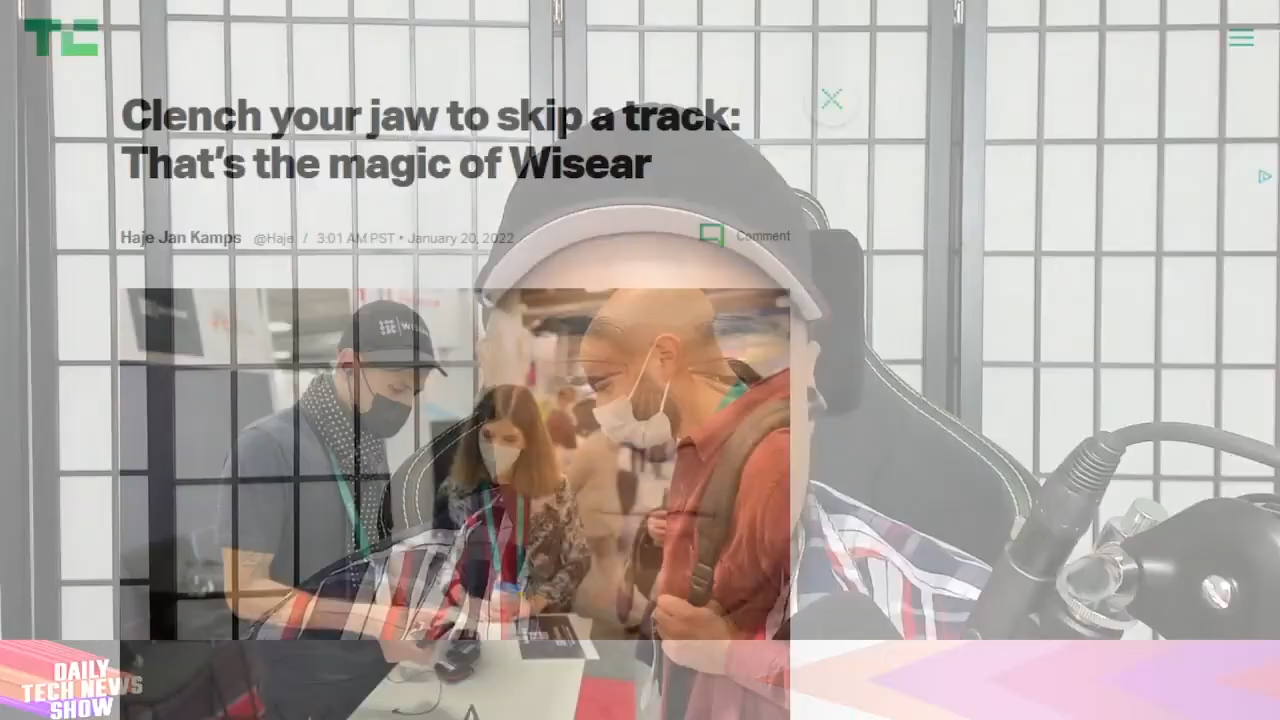 TC
Clench your jaw to skip a track:
That's the magic of Wisear
Haje Jan Kamps @Haje / 3:01 AM PST • January 20, 2022
Comment
DAILY
TECH NEWS
SHOW